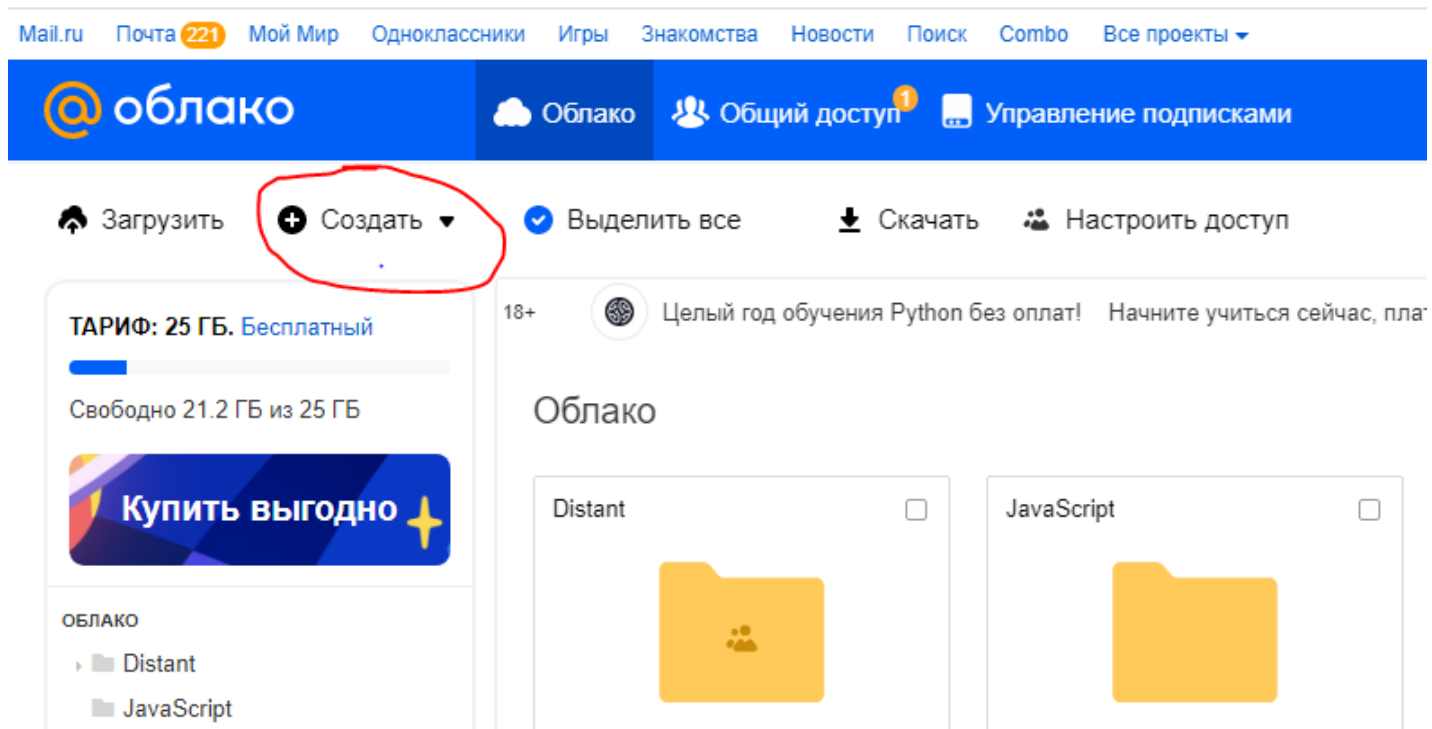 Mail.ru Почта 221 Мой Мир Одноклассники Игры Знакомства Новости Поиск Combo Все проекты
@ облако Облако Общий доступ 1 Управление подписками
Загрузить Создать Выделить все Скачать Настроить доступ
ТАРИФ: 25 ГБ. Бесплатный
Свободно 21.2 ГБ из 25 ГБ
Купить выгодно
ОБЛАКО
Distant
JavaScript
18+ Целый год обучения Python без оплат! Начните учиться сейчас, плат
Облако
Distant JavaScript